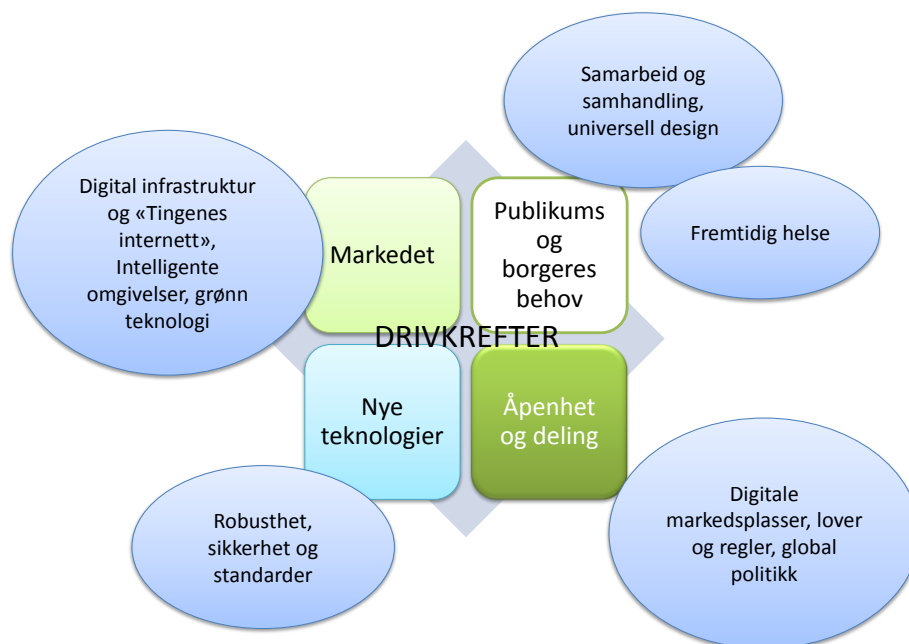 Samarbeid og
samhandling,
universell design
Digital infrastruktur
og «Tingenes
internett»,
Intelligente
omgivelser, grønn
teknologi
Markedet
Publikums
og
borgeres
behov
Fremtidig helse
DRIVKREFTER
Nye
teknologier
Åpenhet
og deling
Robusthet,
sikkerhet og
standarder
Digitale
markedsplasser, lover
og regler, global
politikk